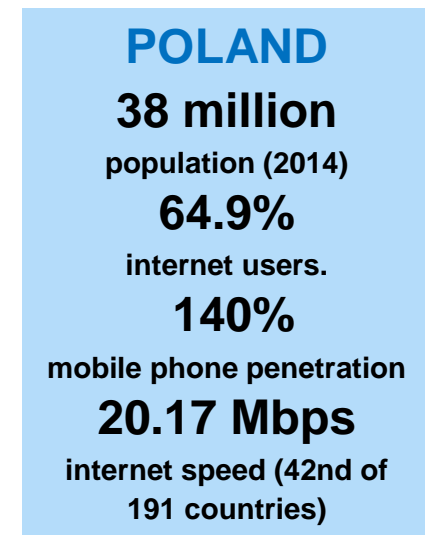 POLAND
38 million
population (2014)
64.9%
internet users.
140%
mobile phone penetration
20.17 Mbps
internet speed (42nd of
191 countries)